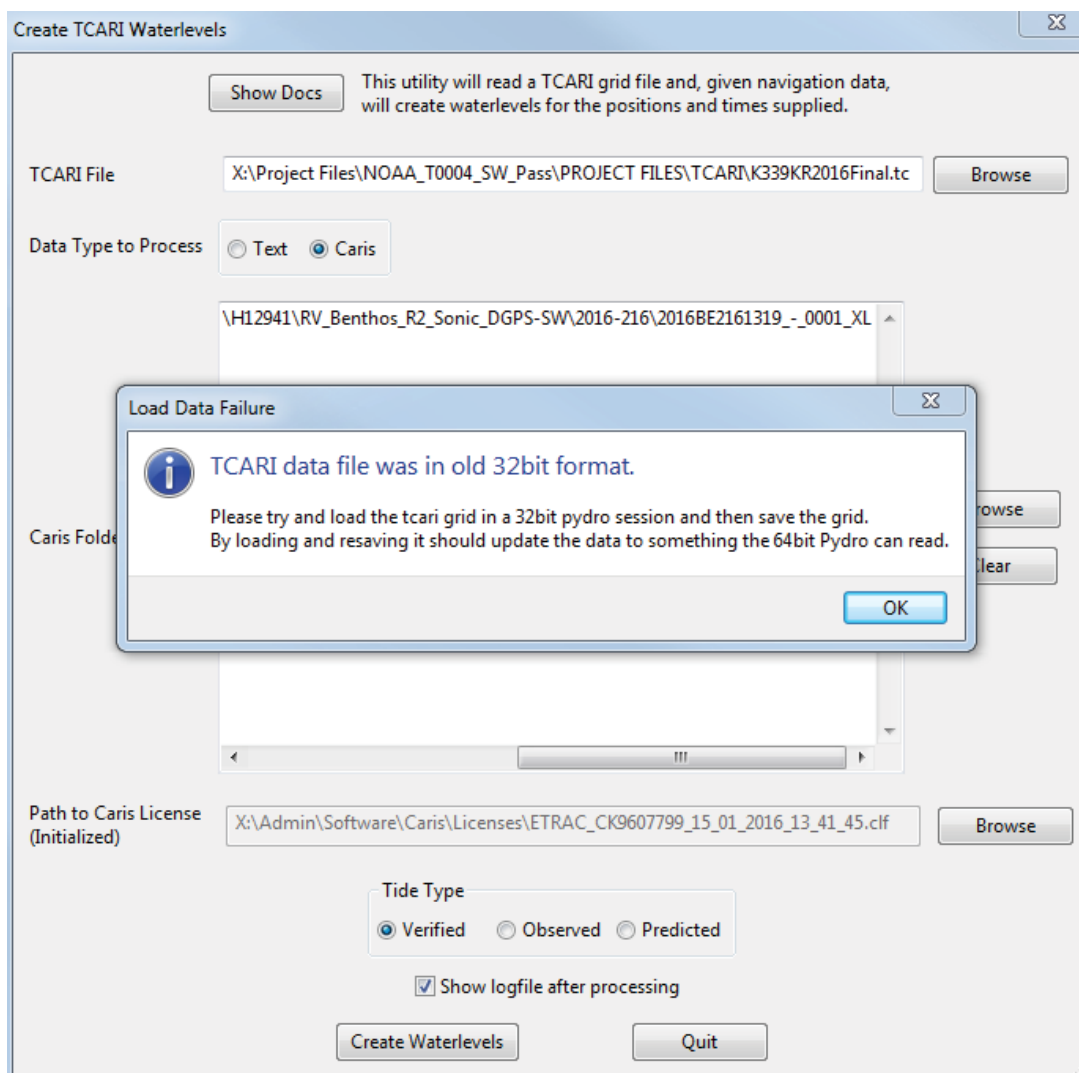 Create TCARI Waterlevels
Show Docs
This utility will read a TCARI grid file and, given navigation data,
will create waterlevels for the positions and times supplied.
TCARI File
X:\Project Files\NOAA_T0004_SW_Pass\PROJECT FILES\TCARI\K339KR2016Final.tc
Browse
Data Type to Process
Text
Caris
\H12941\RV_Benthos_R2_Sonic_DGPS-SW\2016-216\2016BE2161319_-_0001_XL
Load Data Failure
TCARI data file was in old 32bit format.
Please try and load the tcari grid in a 32bit pydro session and then save the grid.
By loading and resaving it should update the data to something the 64bit Pydro can read.
OK
Caris Folde
rowse
lear
Path to Caris License
(Initialized)
X:\Admin\Software\Caris\Licenses\ETRAC_CK9607799_15_01_2016_13_41_45.clf
Browse
Tide Type
Verified
Observed
Predicted
Show logfile after processing
Create Waterlevels
Quit